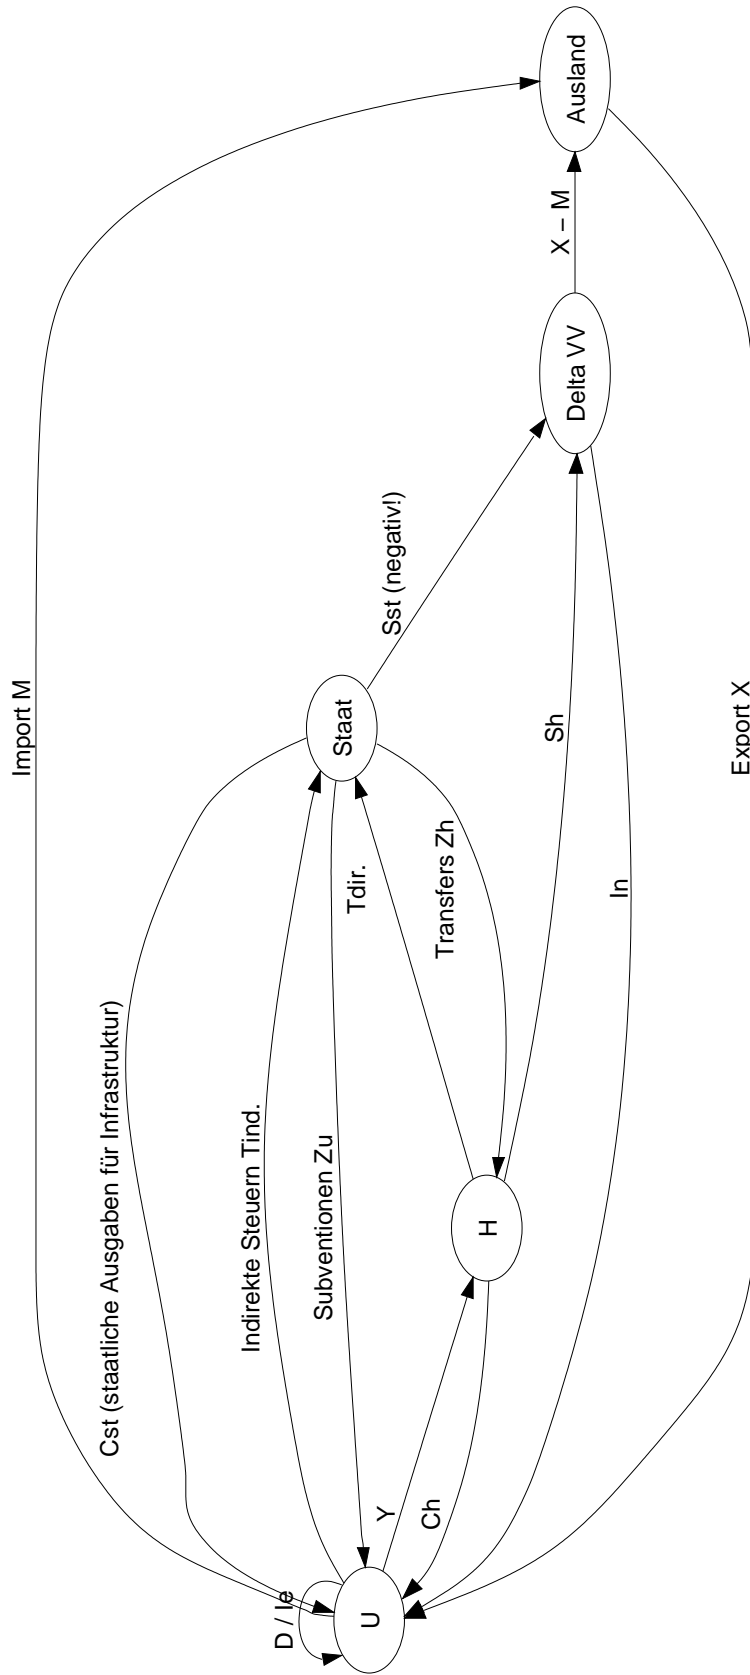 Import M
Cst (staatliche Ausgaben für Infrastruktur)
Indirekte Steuern Tind.
Subventionen Zu
D / Ie
U
Y
Ch
H
Tdir.
Transfers Zh
Staat
Sst (negativ!)
Sh
In
Delta VV
X – M
Ausland
Export X